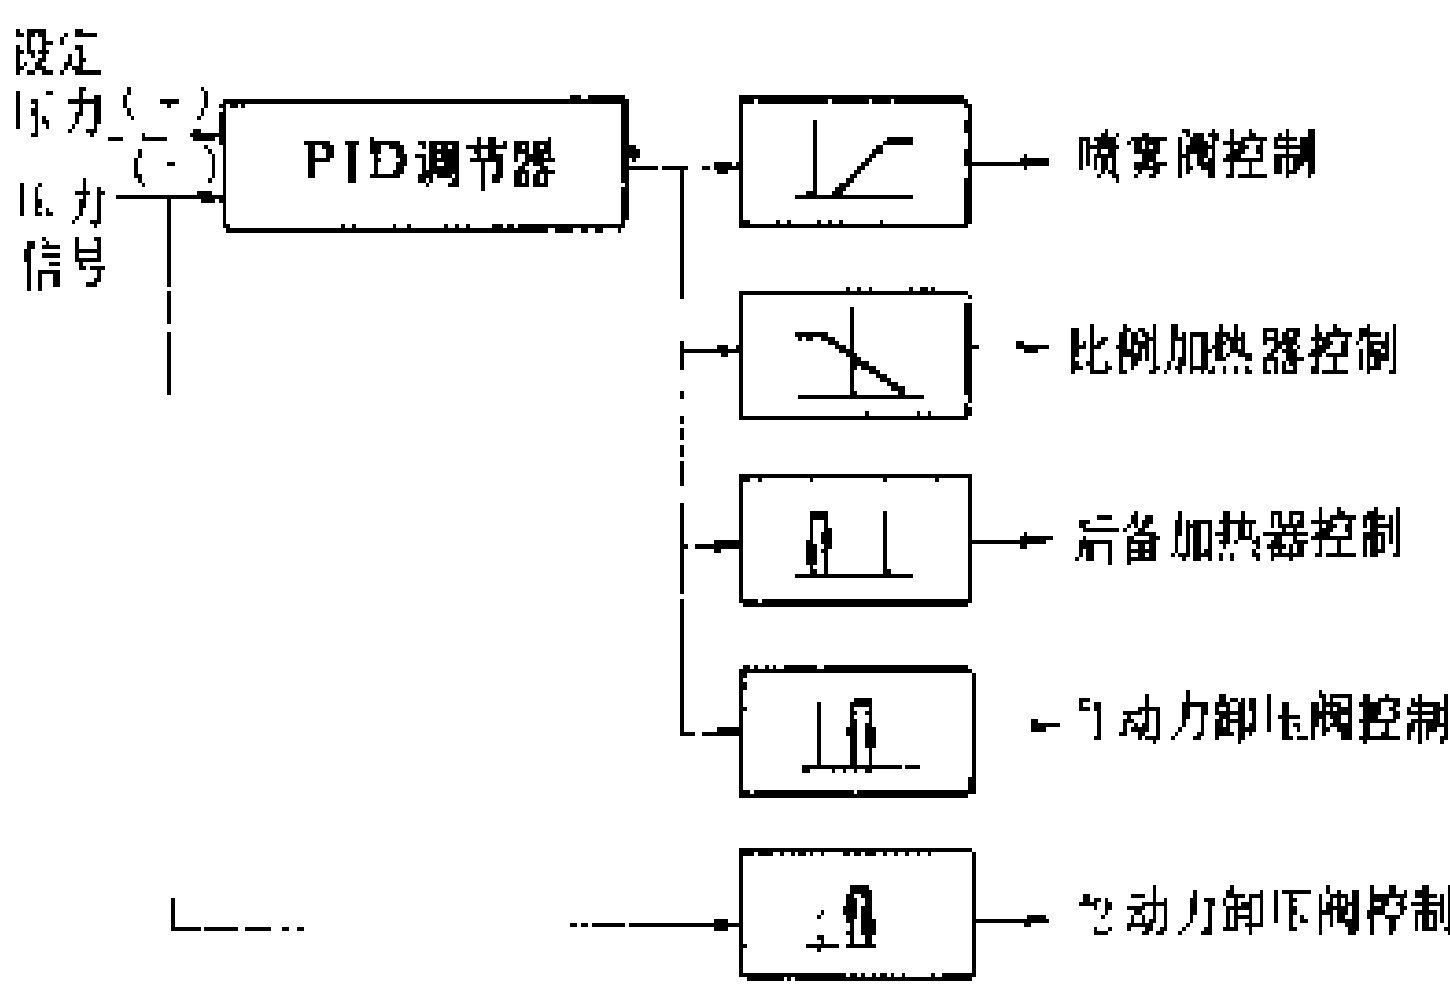 设定
压力 (-)
(-)
压力
信号
PID调节器
喷雾阀控制
比例加热器控制
后备加热器控制
1动力卸压阀控制
2动力卸压阀控制